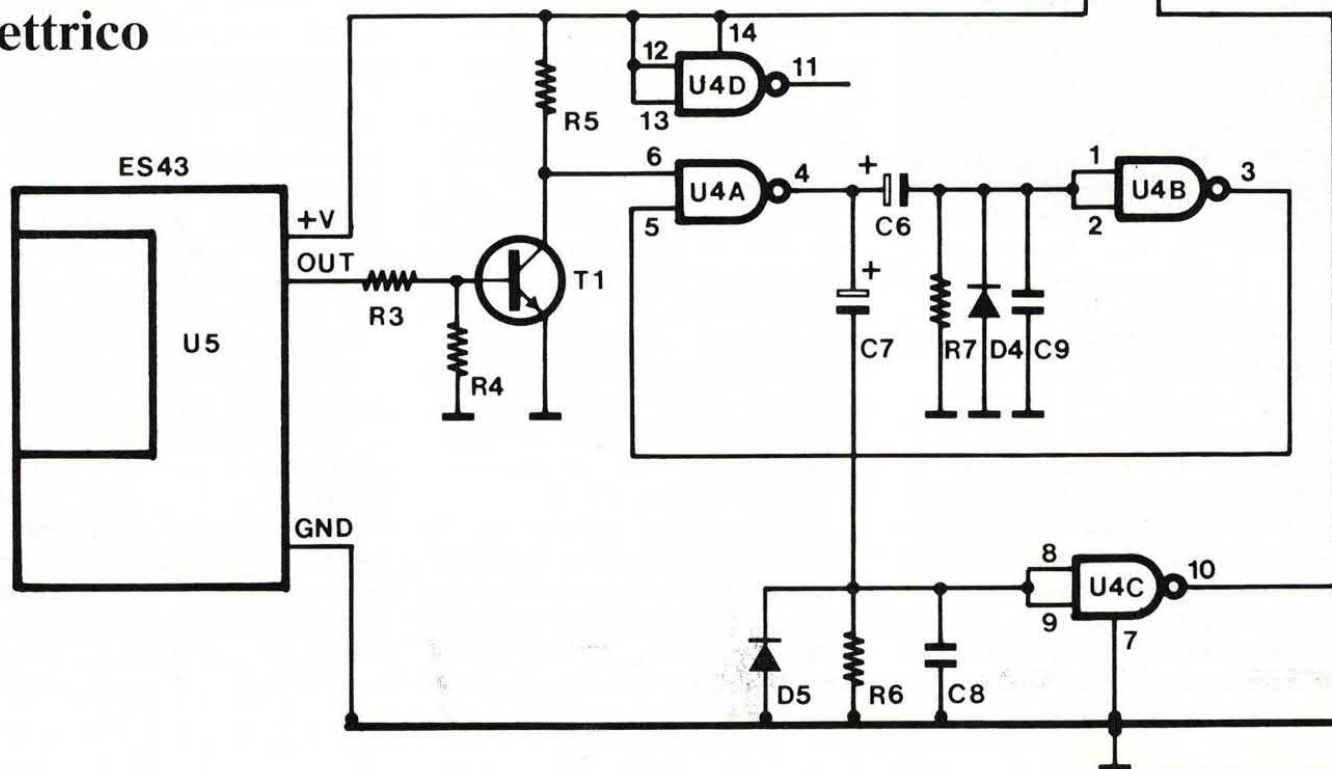 ettrico
14
12
U4D
11
13
R5
ES43
6
U4A
4
+
C6
1
U4B
3
5
2
+V
OUT
R3
T1
+
C7
R7
D4
C9
U5
R4
GND
8
U4C
10
9
7
D5
R6
C8